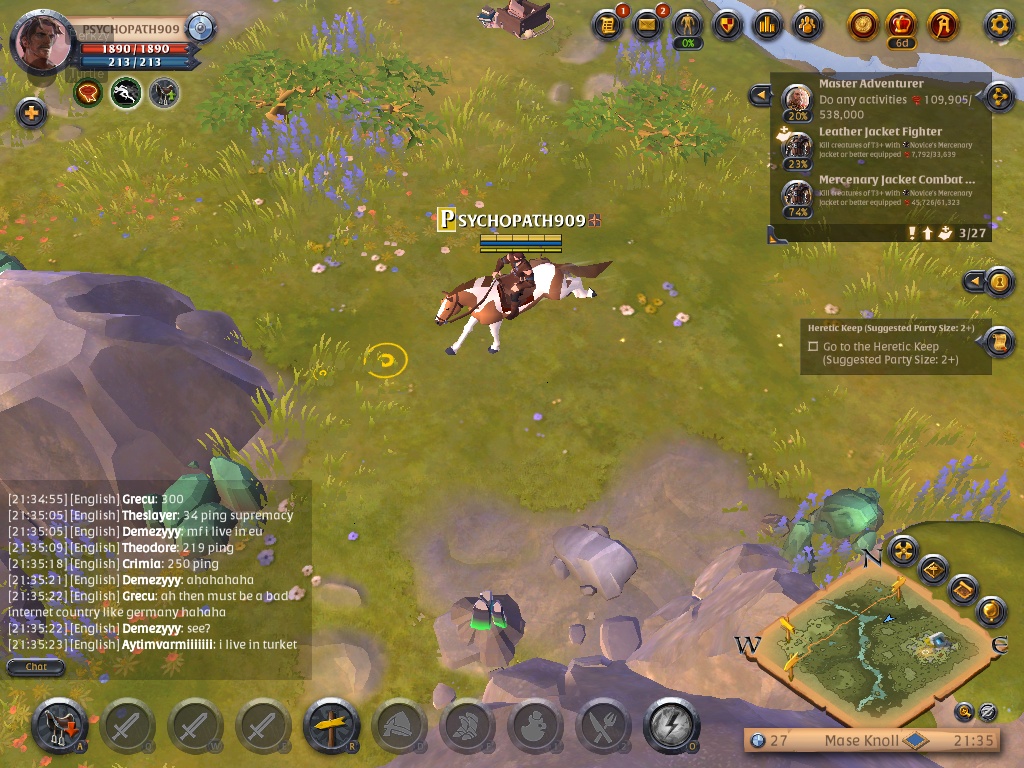 PSYCHOPATH909
1890 / 1890
213 / 213
1
2
0%
6d
Master Adventurer
Do any activities 109,905/
538,000
20%
Leather Jacket Fighter
Kill creatures of T3+ with Novice's Mercenary
Jacket or better equipped 7,792/33,639
23%
Mercenary Jacket Combat ...
Kill creatures of T3+ with Novice's Mercenary
Jacket or better equipped 45,726/61,323
74%
3/27
PSYCHOPATH909
Heretic Keep (Suggested Party Size: 2+)
Go to the Heretic Keep
(Suggested Party Size: 2+)
[21:34:55] [English] Grecu: 300
[21:35:05] [English] Theslayer: 34 ping supremacy
[21:35:05] [English] Demezyyy: mf i live in eu
[21:35:09] [English] Theodore: 219 ping
[21:35:18] [English] Crimia: 250 ping
[21:35:21] [English] Demezyyy: ahahahaha
[21:35:22] [English] Grecu: ah then must be a bad
internet country like germany hahaha
[21:35:22] [English] Demezyyy: see?
[21:35:23] [English] Aytimvarmiiiiii: i live in turket
Chat
N
W
E
A
Q
W
E
R
D
F
1
2
O
27
Mase Knoll
21:35